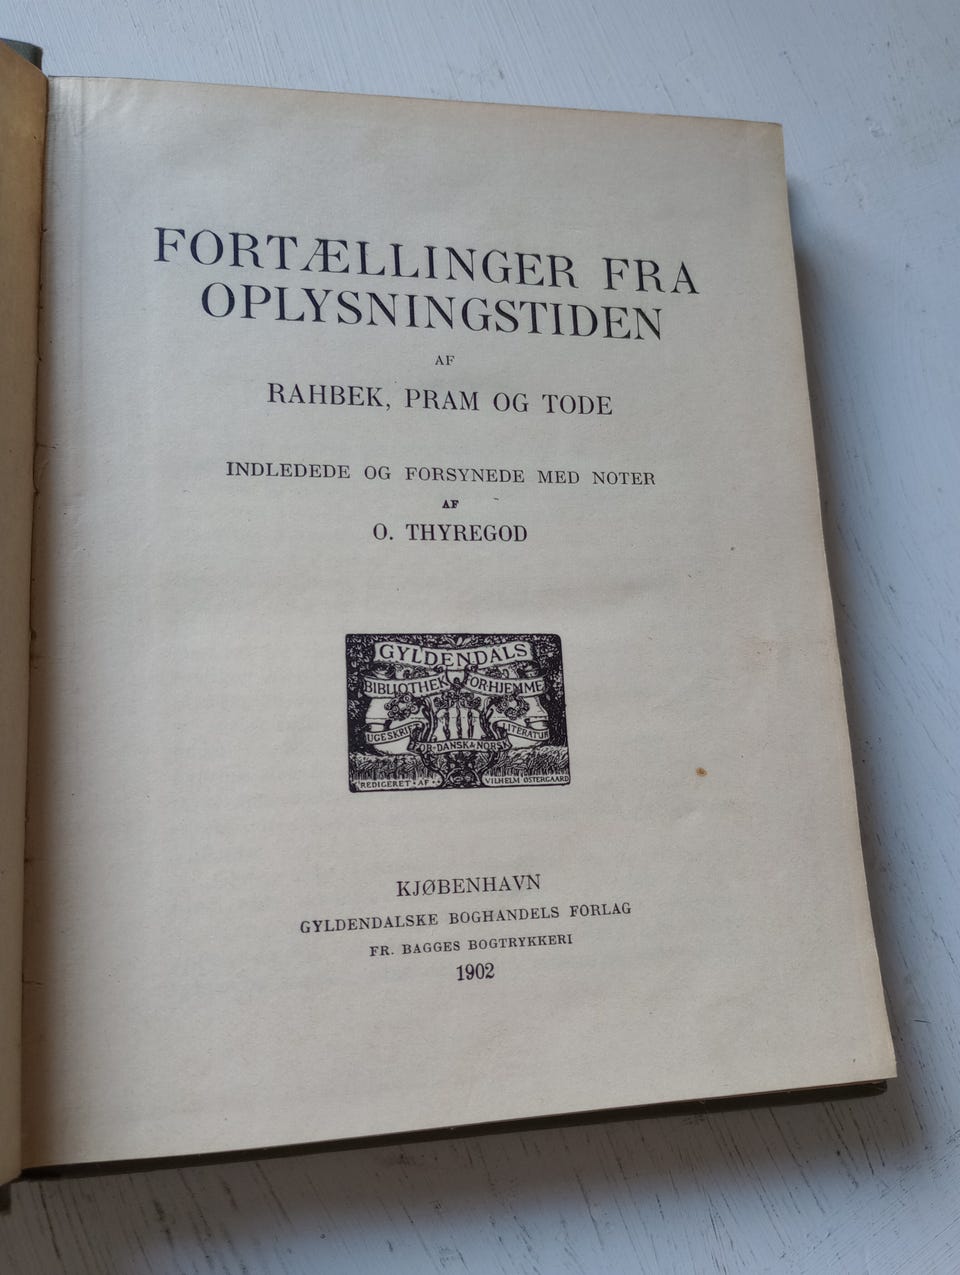 FORTÆLLINGER FRA
OPLYSNINGSTIDEN
AF
RAHBEK, PRAM OG TODE
INDLEDEDE OG FORSYNEDE MED NOTER
AF
O. THYREGOD
GYLDENDALS
BIBLIOTHEK FOR HJEMME
UGESKRIFT LITERATUR
FOR DANSK & NORSK
REDIGERET AF VILHELM ØSTERGAARD
KJØBENHAVN
GYLDENDALSKE BOGHANDELS FORLAG
FR. BAGGES BOGTRYKKERI
1902